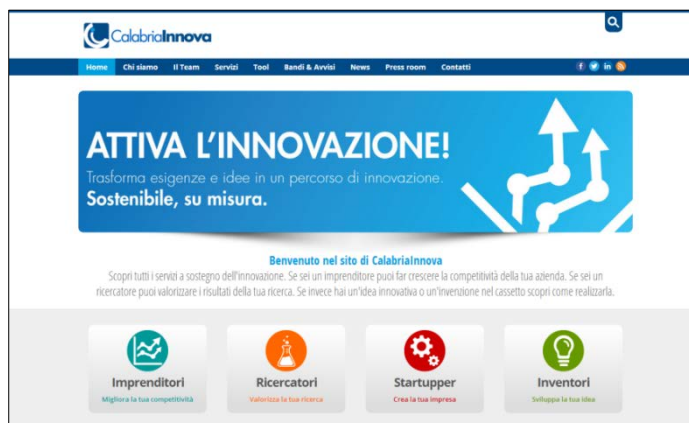 CalabriaInnova
Home Chi siamo Il Team Servizi Tool Bandi & Avvisi News Press room Contatti
ATTIVA L'INNOVAZIONE!
Trasforma esigenze e idee in un percorso di innovazione.
Sostenibile, su misura.
Benvenuto nel sito di CalabriaInnova
Scopri tutti i servizi a sostegno dell'innovazione. Se sei un imprenditore puoi far crescere la competitività della tua azienda. Se sei un
ricercatore puoi valorizzare i risultati della tua ricerca. Se invece hai un'idea innovativa o un'invenzione nel cassetto scopri come realizzarla.
Imprenditori
Migliora la tua competitività
Ricercatori
Valorizza la tua ricerca
Startupper
Crea la tua impresa
Inventori
Sviluppa la tua idea